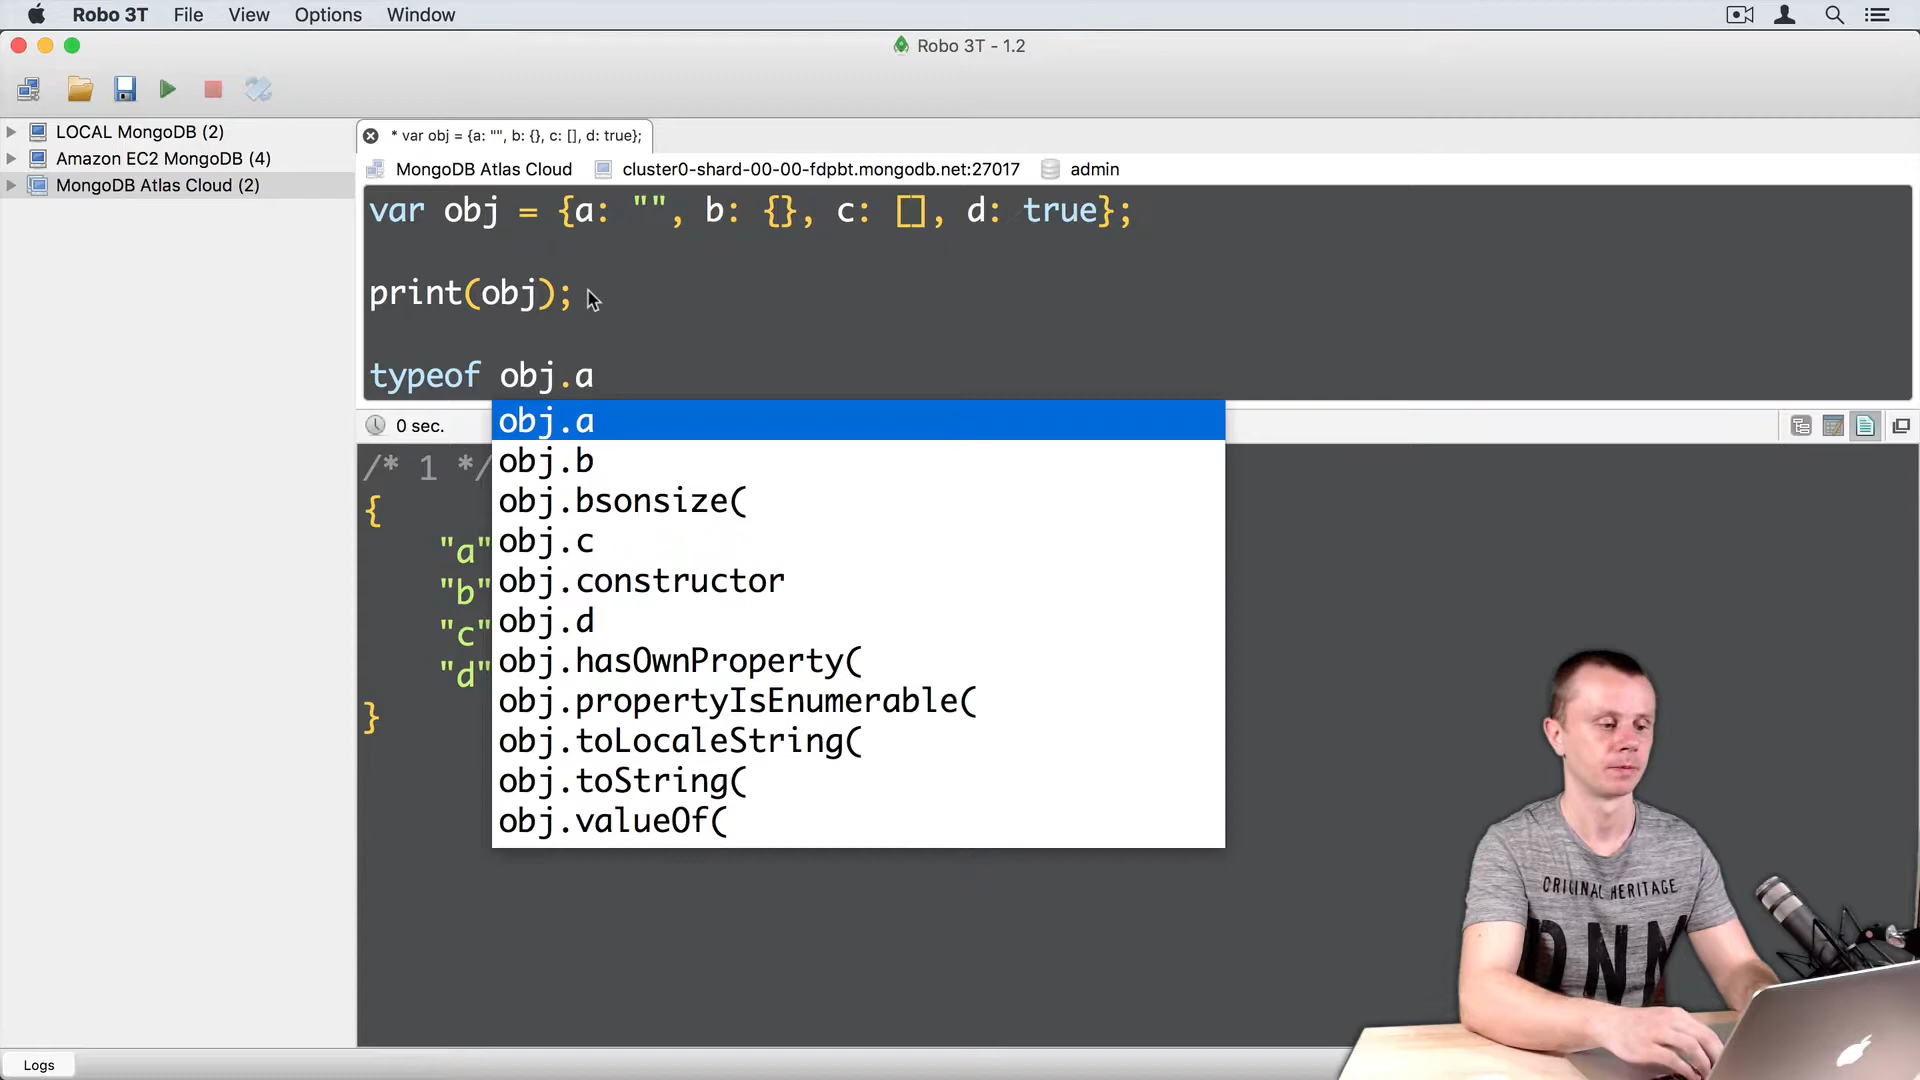 Robo 3T File View Options Window
Robo 3T - 1.2
LOCAL MongoDB (2)
Amazon EC2 MongoDB (4)
MongoDB Atlas Cloud (2)
* var obj = {a: "", b: {}, c: [], d: true};
MongoDB Atlas Cloud cluster0-shard-00-00-fdpbt.mongodb.net:27017 admin
var obj = {a: "", b: {}, c: [], d: true};
print(obj);
typeof obj.a
0 sec.
obj.a
obj.b
obj.bsonsize(
obj.c
obj.constructor
obj.d
obj.hasOwnProperty(
obj.propertyIsEnumerable(
obj.toLocaleString(
obj.toString(
obj.valueOf(
/* 1 */
{
"a"
"b"
"c"
"d"
}
ORIGINAL HERITAGE
DNM
Logs